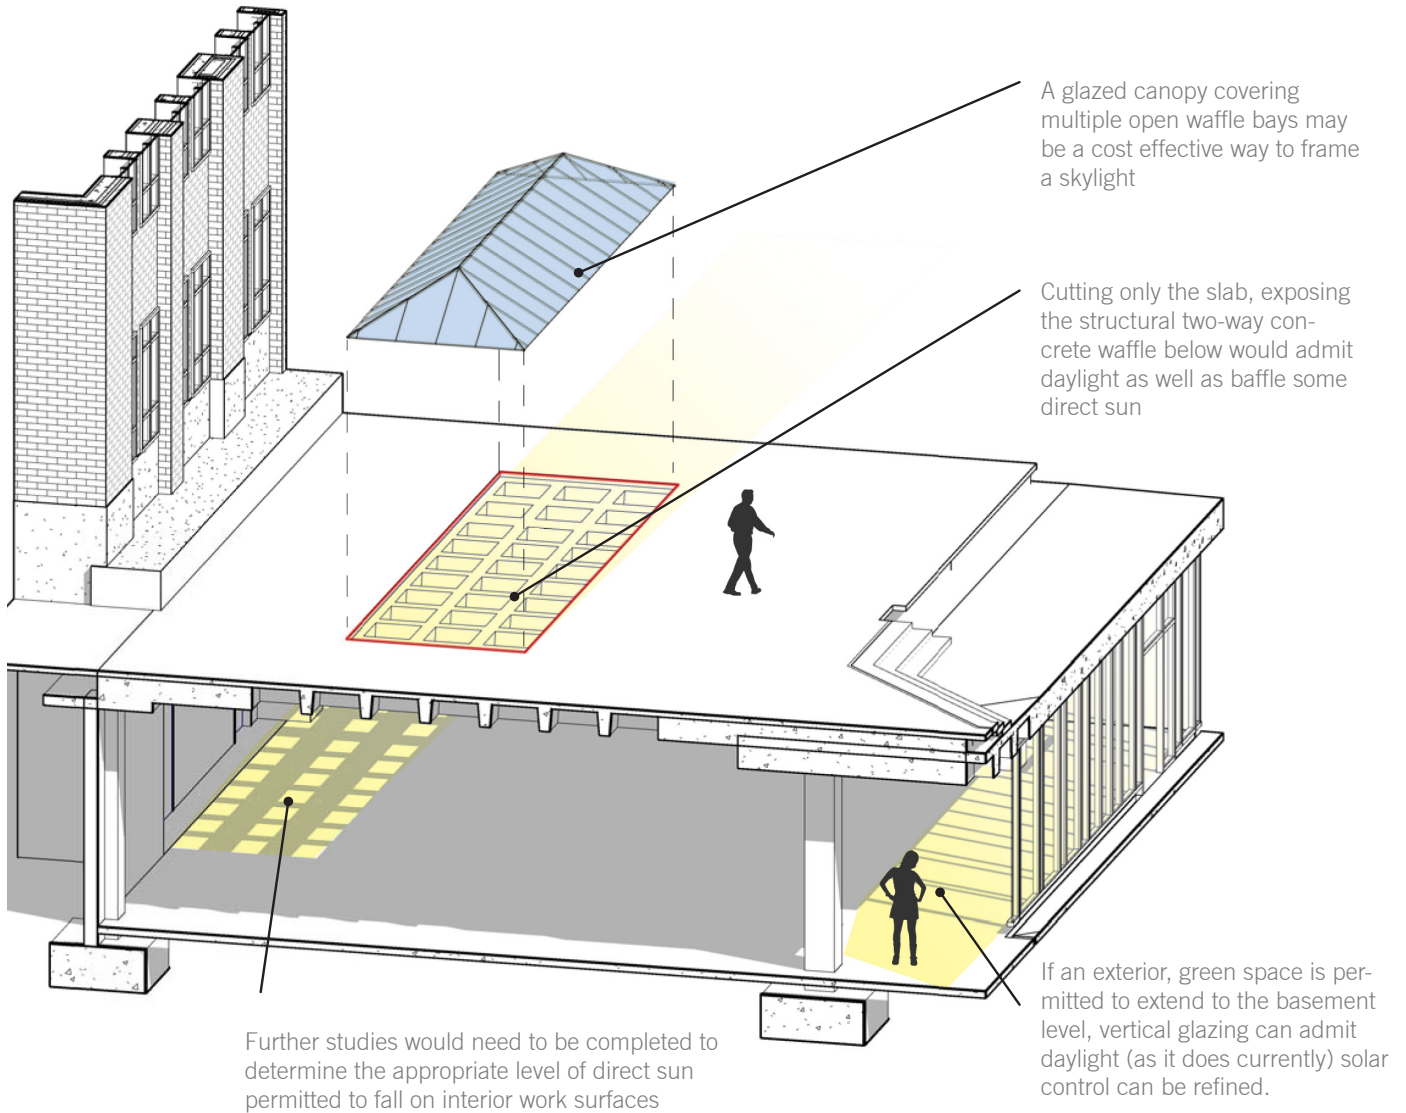 A glazed canopy covering
multiple open waffle bays may
be a cost effective way to frame
a skylight
Cutting only the slab, exposing
the structural two-way con-
crete waffle below would admit
daylight as well as baffle some
direct sun
If an exterior, green space is per-
mitted to extend to the basement
level, vertical glazing can admit
daylight (as it does currently) solar
control can be refined.
Further studies would need to be completed to
determine the appropriate level of direct sun
permitted to fall on interior work surfaces